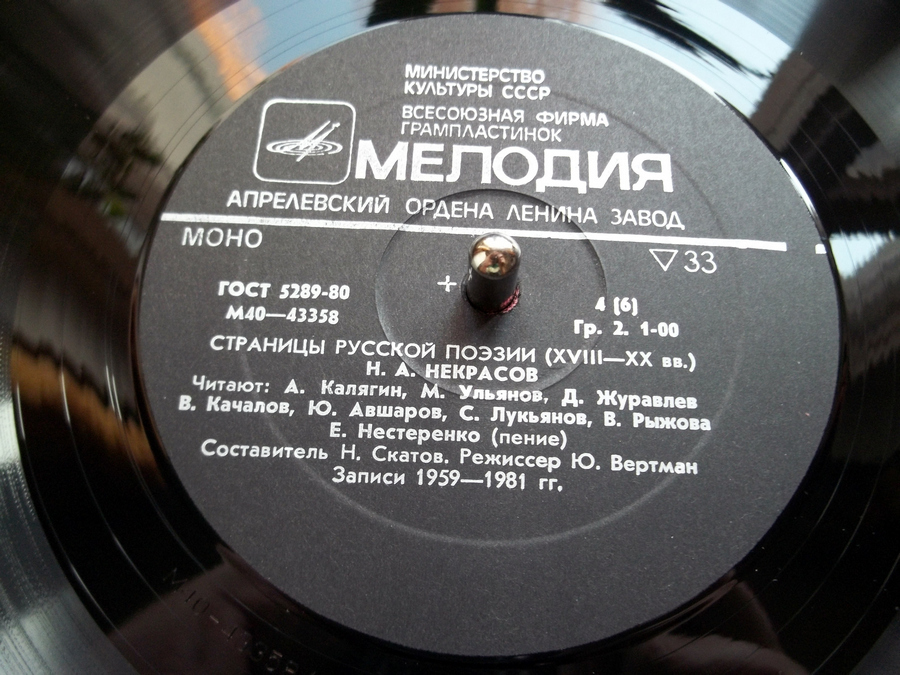 МИНИСТЕРСТВО
КУЛЬТУРЫ СССР
ВСЕСОЮЗНАЯ ФИРМА
ГРАМПЛАСТИНОК
МЕЛОДИЯ
АПРЕЛЕВСКИЙ ОРДЕНА ЛЕНИНА ЗАВОД
МОНО
▽ 33
ГОСТ 5289-80
4 (6)
М40—43358
Гр. 2. 1-00
СТРАНИЦЫ РУССКОЙ ПОЭЗИИ (XVIII—XX вв.)
Н. А. НЕКРАСОВ
Читают: А. Калягин, М. Ульянов, Д. Журавлев
В. Качалов, Ю. Авшаров, С. Лукьянов, В. Рыжова
Е. Нестеренко (пение)
Составитель Н. Скатов. Режиссер Ю. Вертман
Записи 1959—1981 гг.